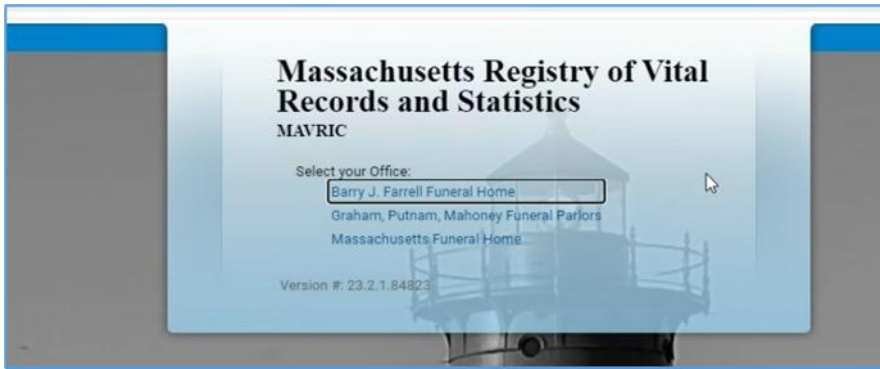 Massachusetts Registry of Vital
Records and Statistics
MAVRIC
Select your Office:
Barry J. Farrell Funeral Home
Graham, Putnam, Mahoney Funeral Parlors
Massachusetts Funeral Home
Version #: 23.2.1.84823